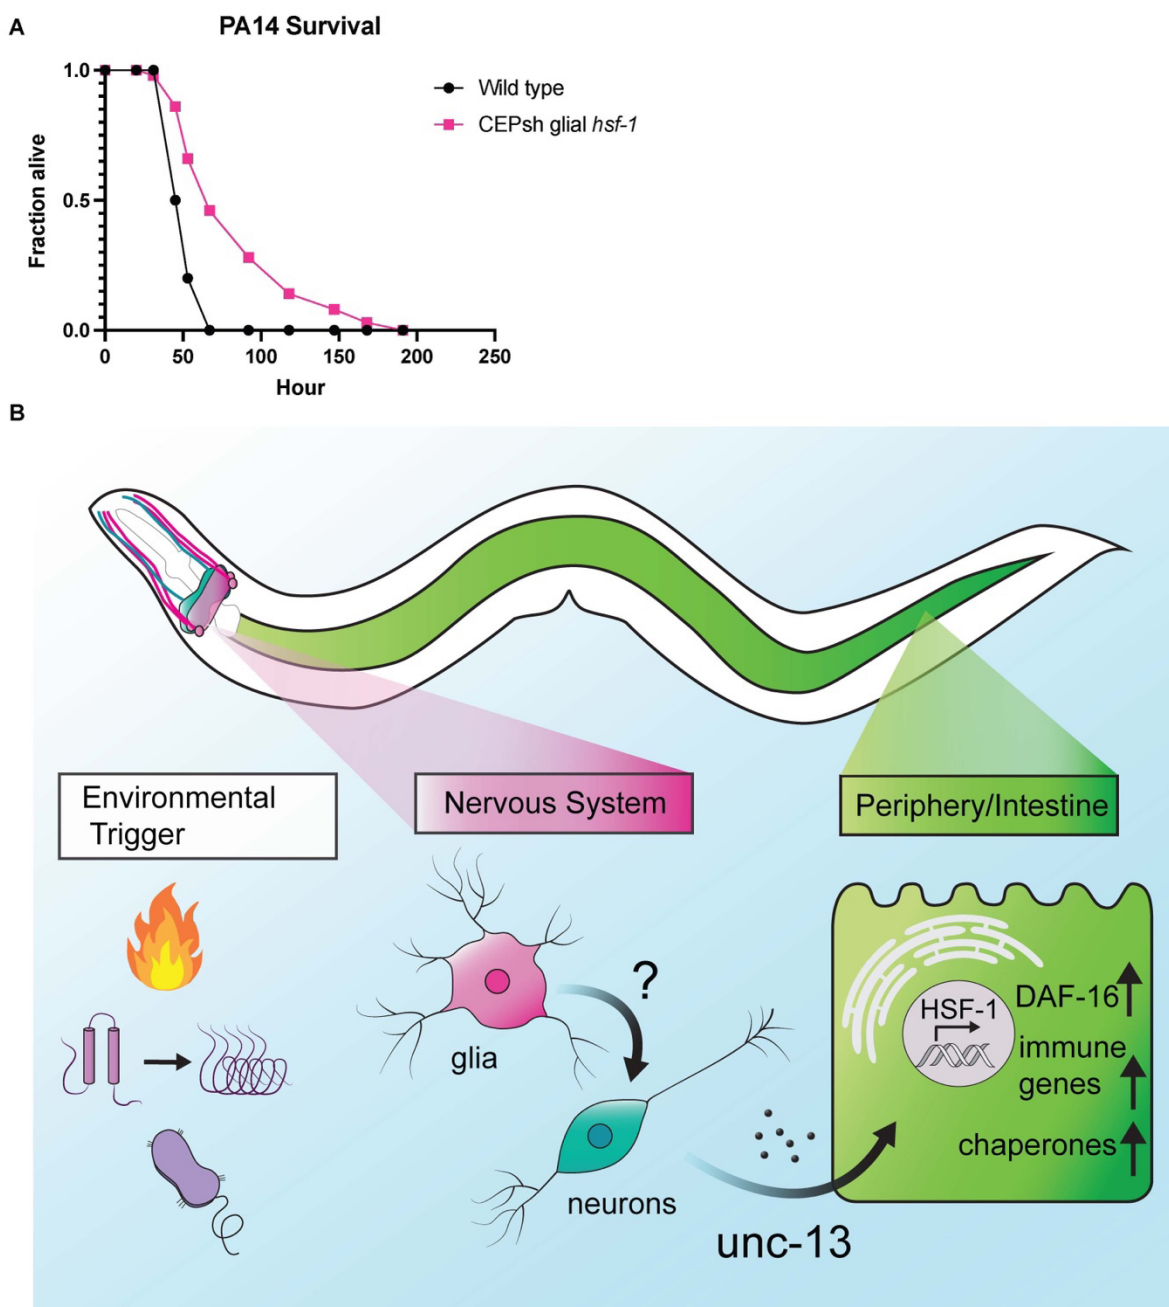 A
PA14 Survival
1.0
0.5
0.0
Fraction alive
0
50
100
150
200
250
Hour
Wild type
CEPsh glial hsf-1
B
Environmental
Trigger
Nervous System
Periphery/Intestine
glia
?
neurons
unc-13
HSF-1
DAF-16
immune
genes
chaperones